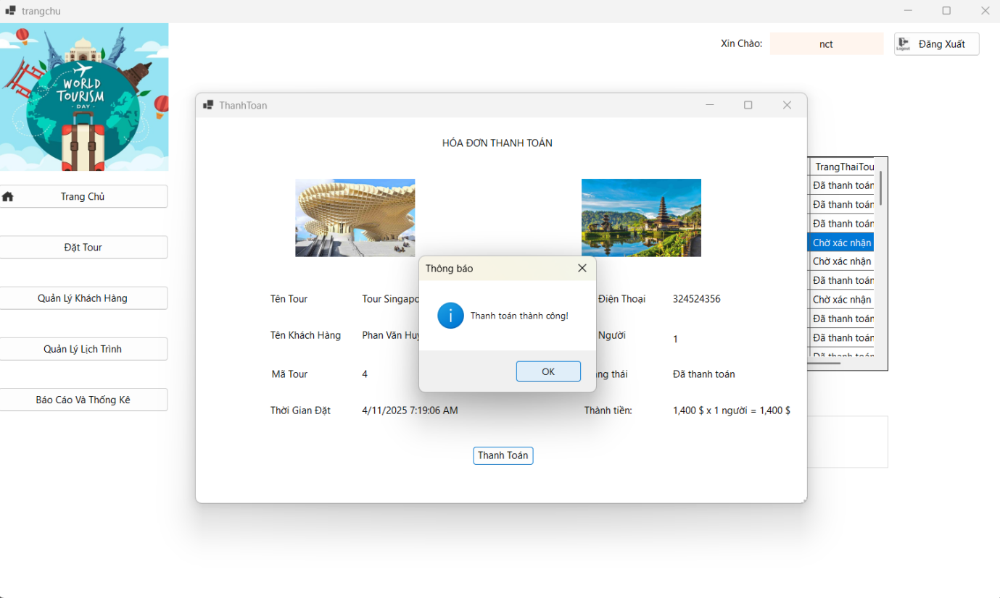 trangchu
Xin Chào:
nct
Logout
Đăng Xuất
WORLD
TOURISM
- DAY -
Trang Chủ
Đặt Tour
Quản Lý Khách Hàng
Quản Lý Lịch Trình
Báo Cáo Và Thống Kê
ThanhToan
HÓA ĐƠN THANH TOÁN
Tên Tour
Tour Singapo
Điện Thoại
324524356
Tên Khách Hàng
Phan Văn Huy
Người
1
Mã Tour
4
ng thái
Đã thanh toán
Thời Gian Đặt
4/11/2025 7:19:06 AM
Thành tiền:
1,400 $ x 1 người = 1,400 $
Thanh Toán
Thông báo
Thanh toán thành công!
OK
TrangThaiTou
Đã thanh toán
Đã thanh toán
Đã thanh toán
Chờ xác nhận
Chờ xác nhận
Đã thanh toán
Chờ xác nhận
Đã thanh toán
Đã thanh toán
Đã thanh toán